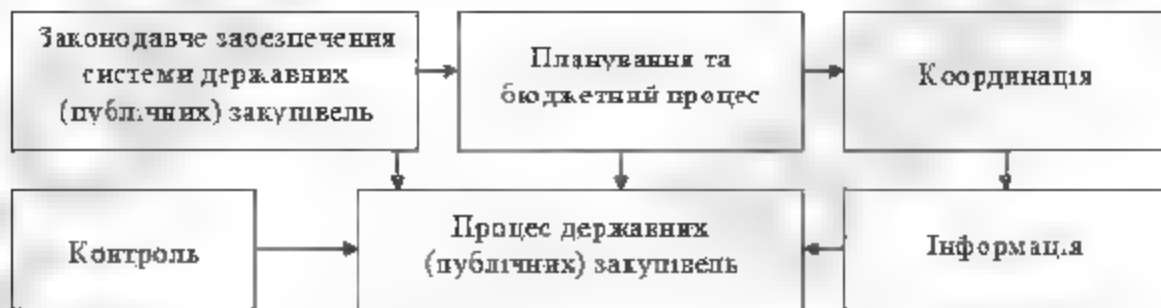 Законодавче забезпечення
системи державних
(публічних) закупівель
Планування та
бюджетний процес
Координація
Контроль
Процес державних
(публічних) закупівель
Інформація